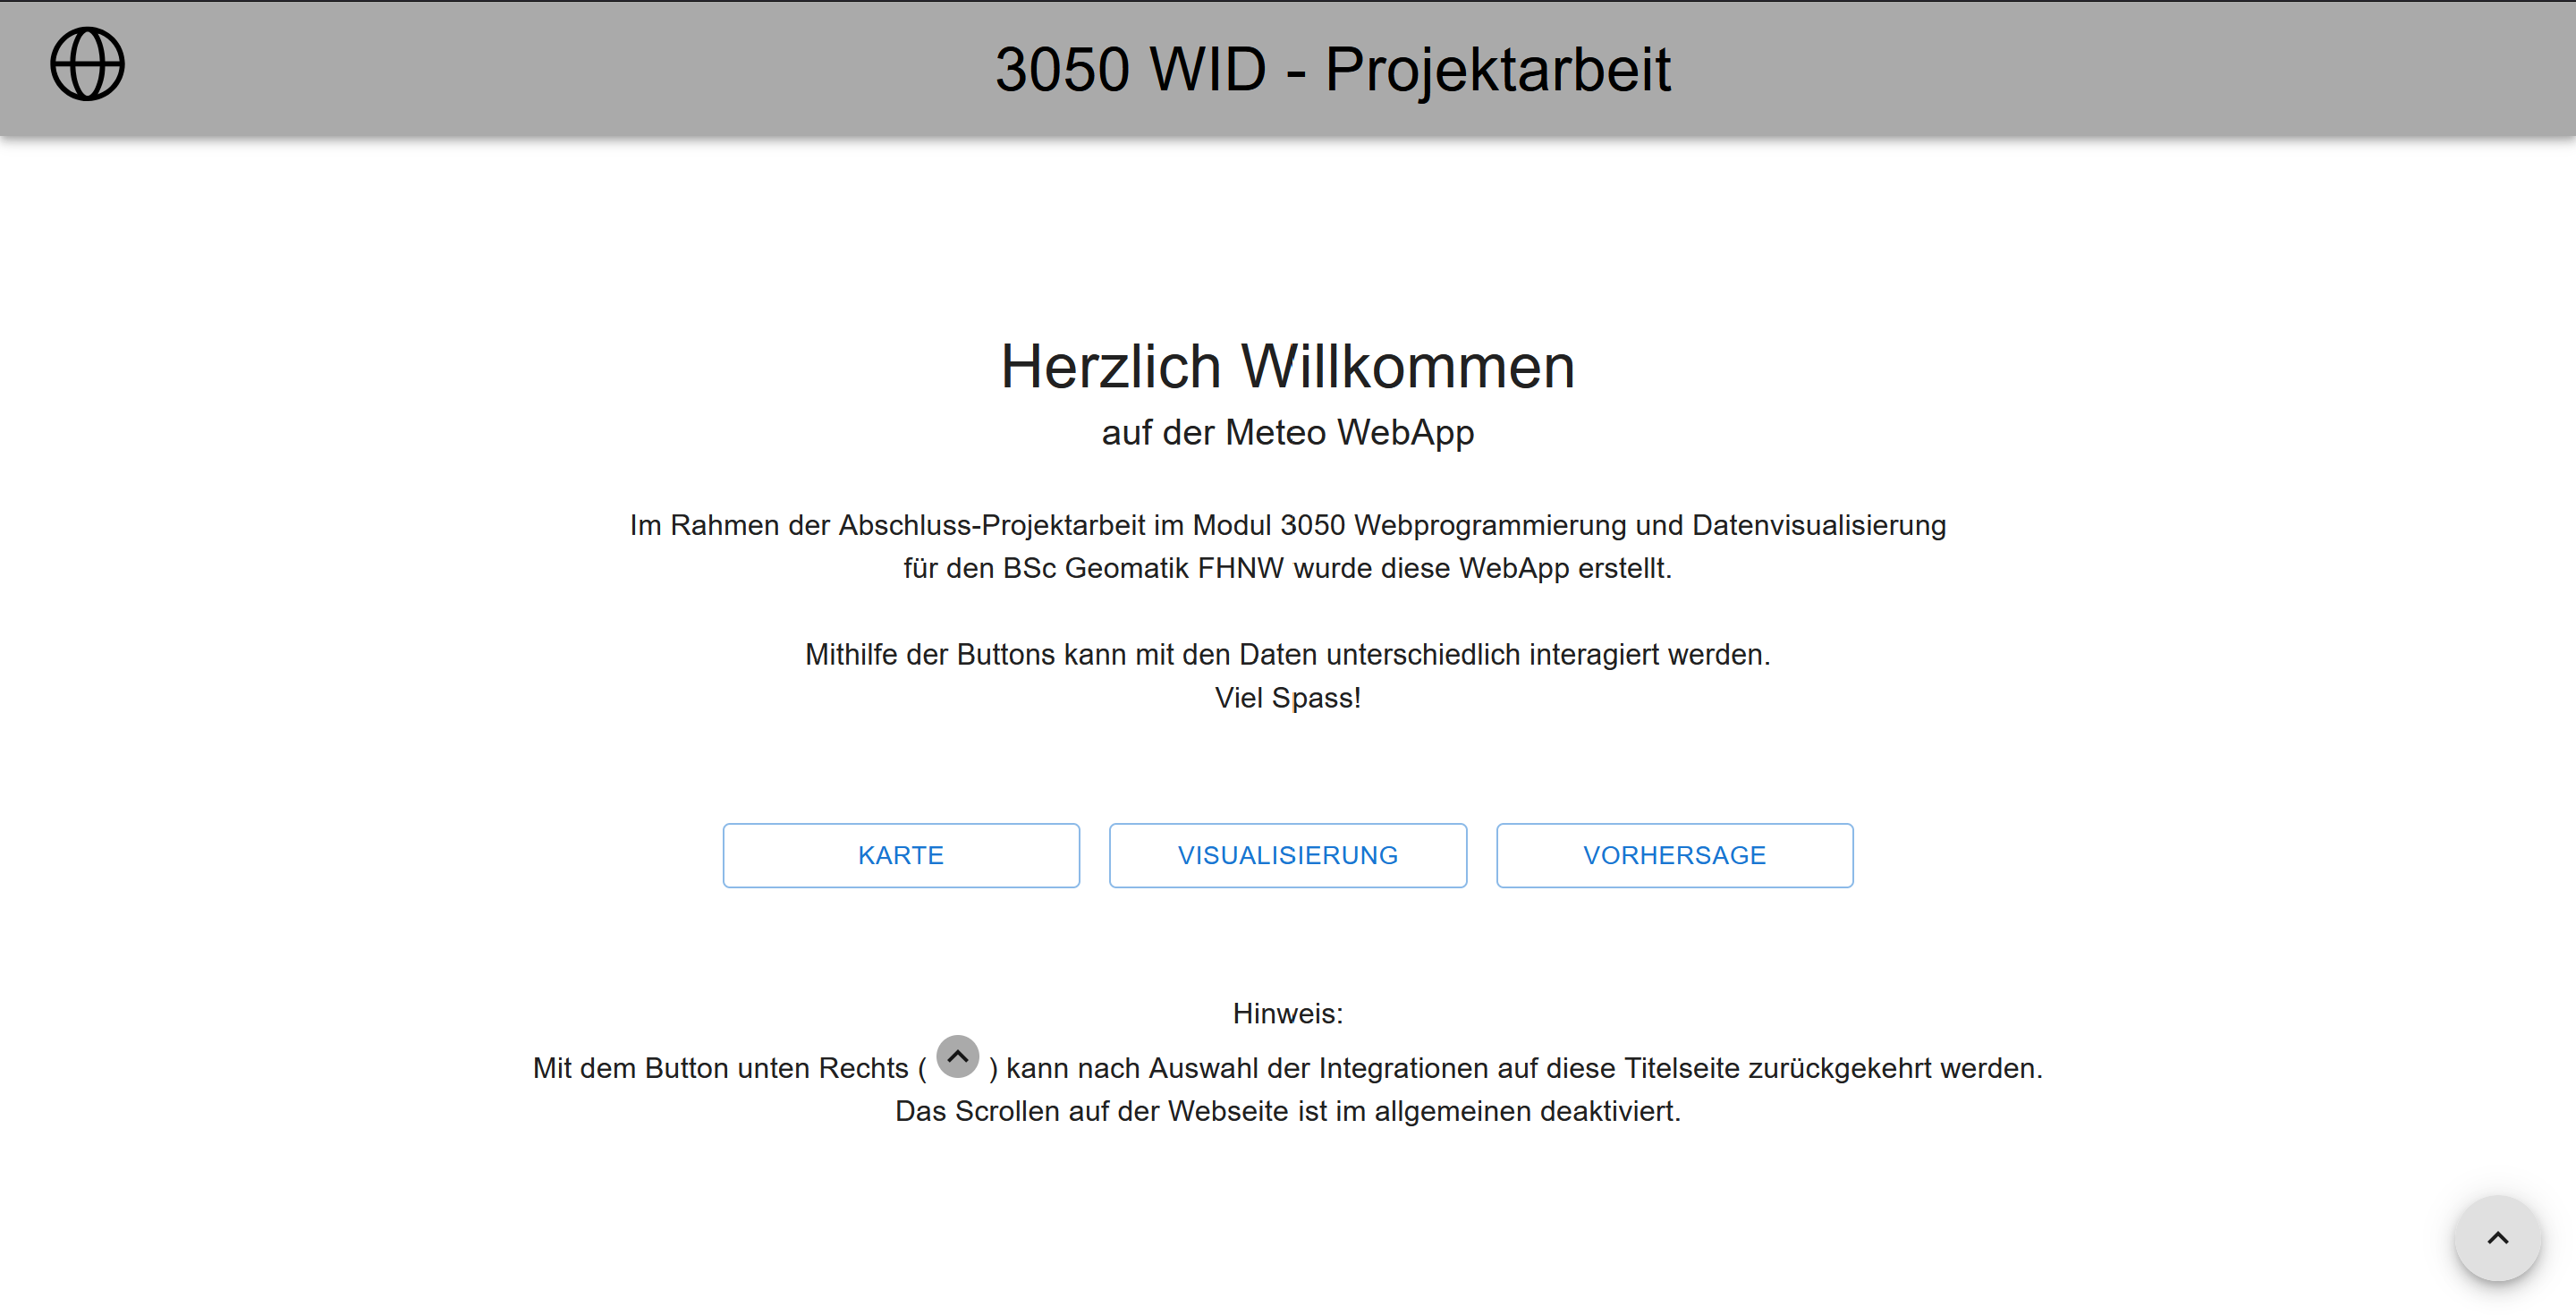 3050 WID - Projektarbeit
Herzlich Willkommen
auf der Meteo WebApp
Im Rahmen der Abschluss-Projektarbeit im Modul 3050 Webprogrammierung und Datenvisualisierung
für den BSc Geomatik FHNW wurde diese WebApp erstellt.
Mithilfe der Buttons kann mit den Daten unterschiedlich interagiert werden.
Viel Spass!
KARTE
VISUALISIERUNG
VORHERSAGE
Hinweis:
Mit dem Button unten Rechts ( ) kann nach Auswahl der Integrationen auf diese Titelseite zurückgekehrt werden.
Das Scrollen auf der Webseite ist im allgemeinen deaktiviert.